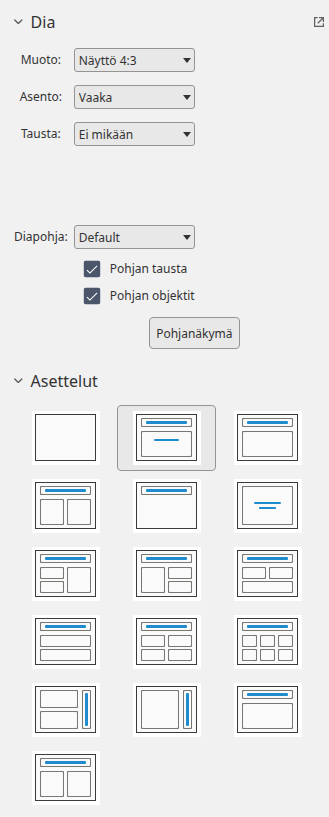 Dia
Muoto: Näyttö 4:3
Asento: Vaaka
Tausta: Ei mikään
Diapohja: Default
Pohjan tausta
Pohjan objektit
Pohjanäkymä
Asettelut